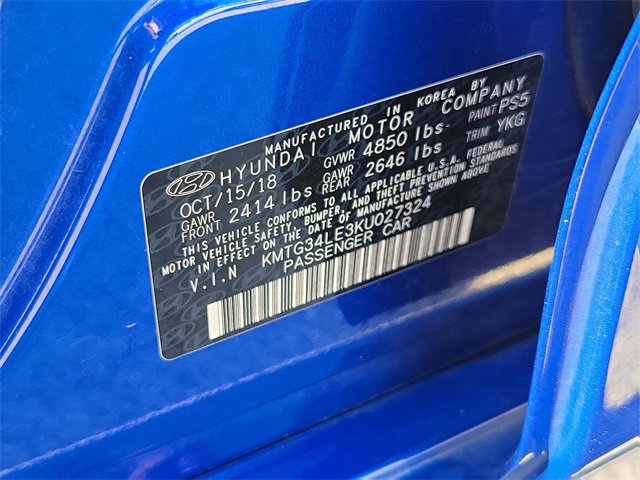 MANUFACTURED IN KOREA BY
HYUNDAI MOTOR COMPANY
OCT/15/18 GVWR 4850 lbs PAINT PS5
GAWR FRONT 2414 lbs GAWR REAR 2646 lbs TRIM YKG
THIS VEHICLE CONFORMS TO ALL APPLICABLE U.S.A. FEDERAL
MOTOR VEHICLE SAFETY, BUMPER, AND THEFT PREVENTION STANDARDS
IN EFFECT ON THE DATE OF MANUFACTURE SHOWN ABOVE.
V.I.N KMTG34LE3KU027324
PASSENGER CAR